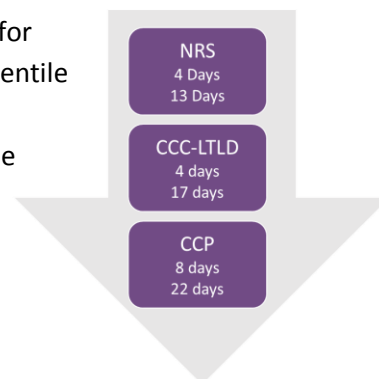 for
entile
e
NRS
4 Days
13 Days
CCC-LTLD
4 days
17 days
CCP
8 days
22 days